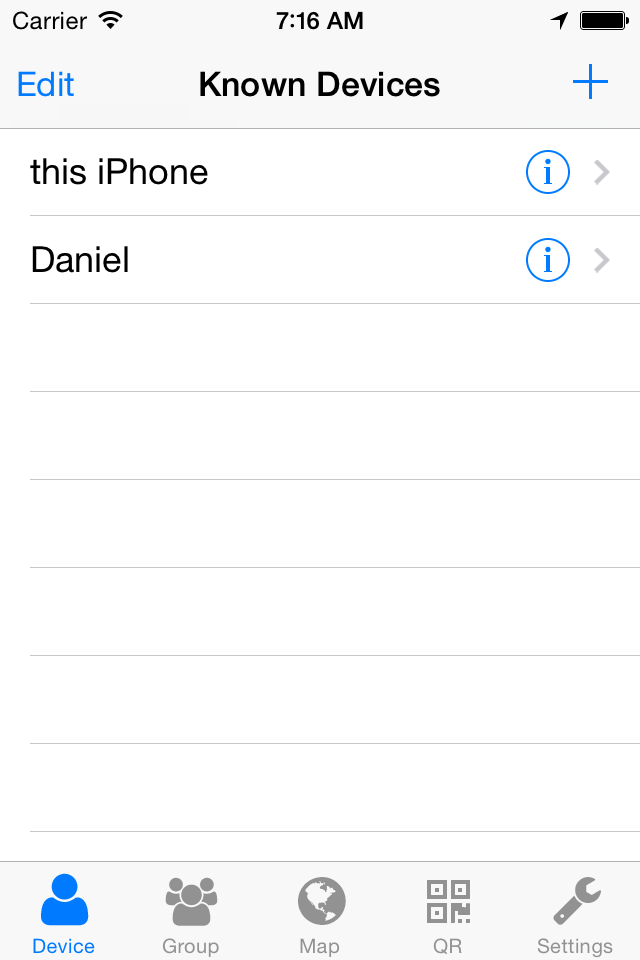 Carrier 7:16 AM
Edit Known Devices
this iPhone
Daniel
Device Group Map QR Settings